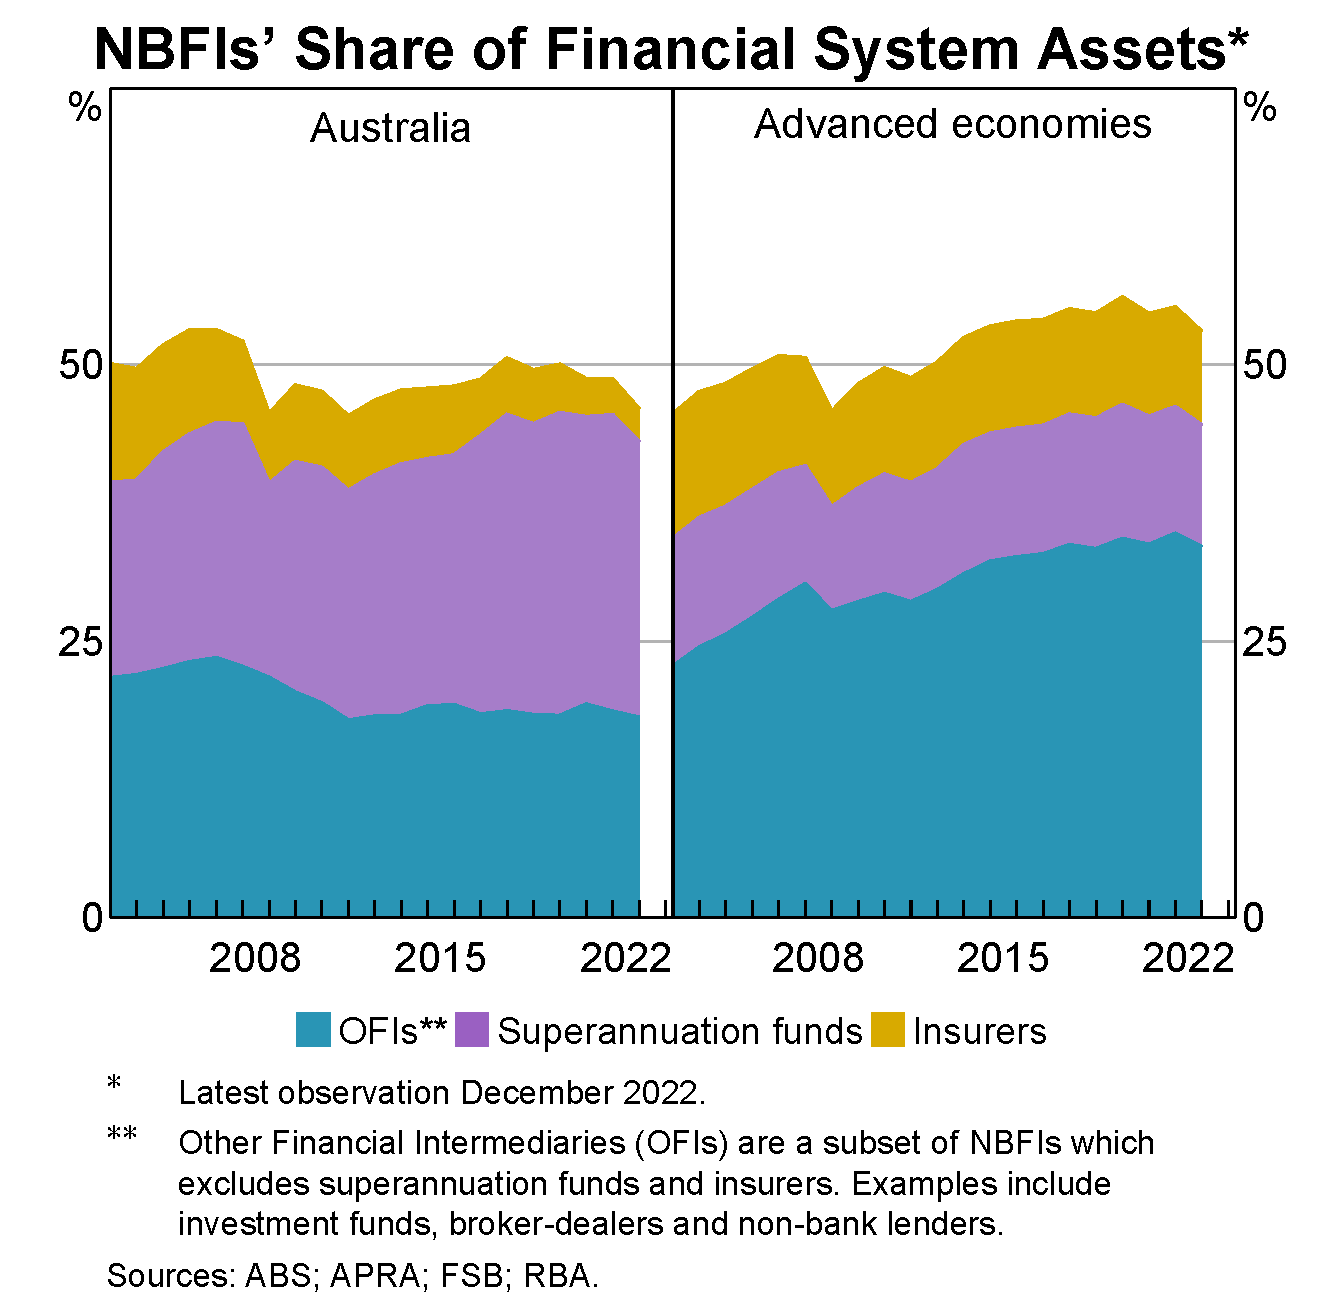 NBFIs’ Share of Financial System Assets*
%
Australia
Advanced economies
%
50
50
25
25
0
0
2008
2015
2022
2008
2015
2022
OFIs**
Superannuation funds
Insurers
* Latest observation December 2022.
** Other Financial Intermediaries (OFIs) are a subset of NBFIs which
excludes superannuation funds and insurers. Examples include
investment funds, broker-dealers and non-bank lenders.
Sources: ABS; APRA; FSB; RBA.